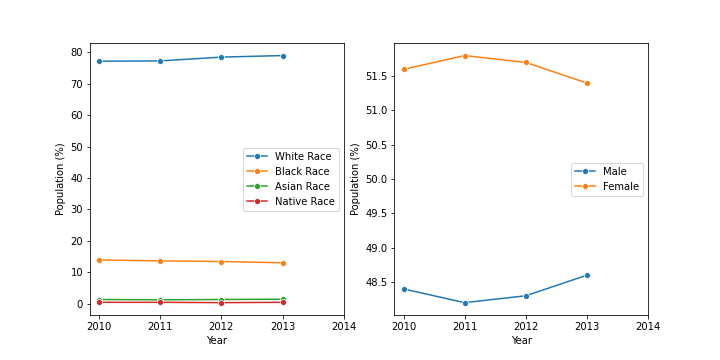 80
70
60
50
40
30
20
10
0
Population (%)
2010 2011 2012 2013 2014
Year
White Race
Black Race
Asian Race
Native Race
51.5
51.0
50.5
50.0
49.5
49.0
48.5
Population (%)
2010 2011 2012 2013 2014
Year
Male
Female